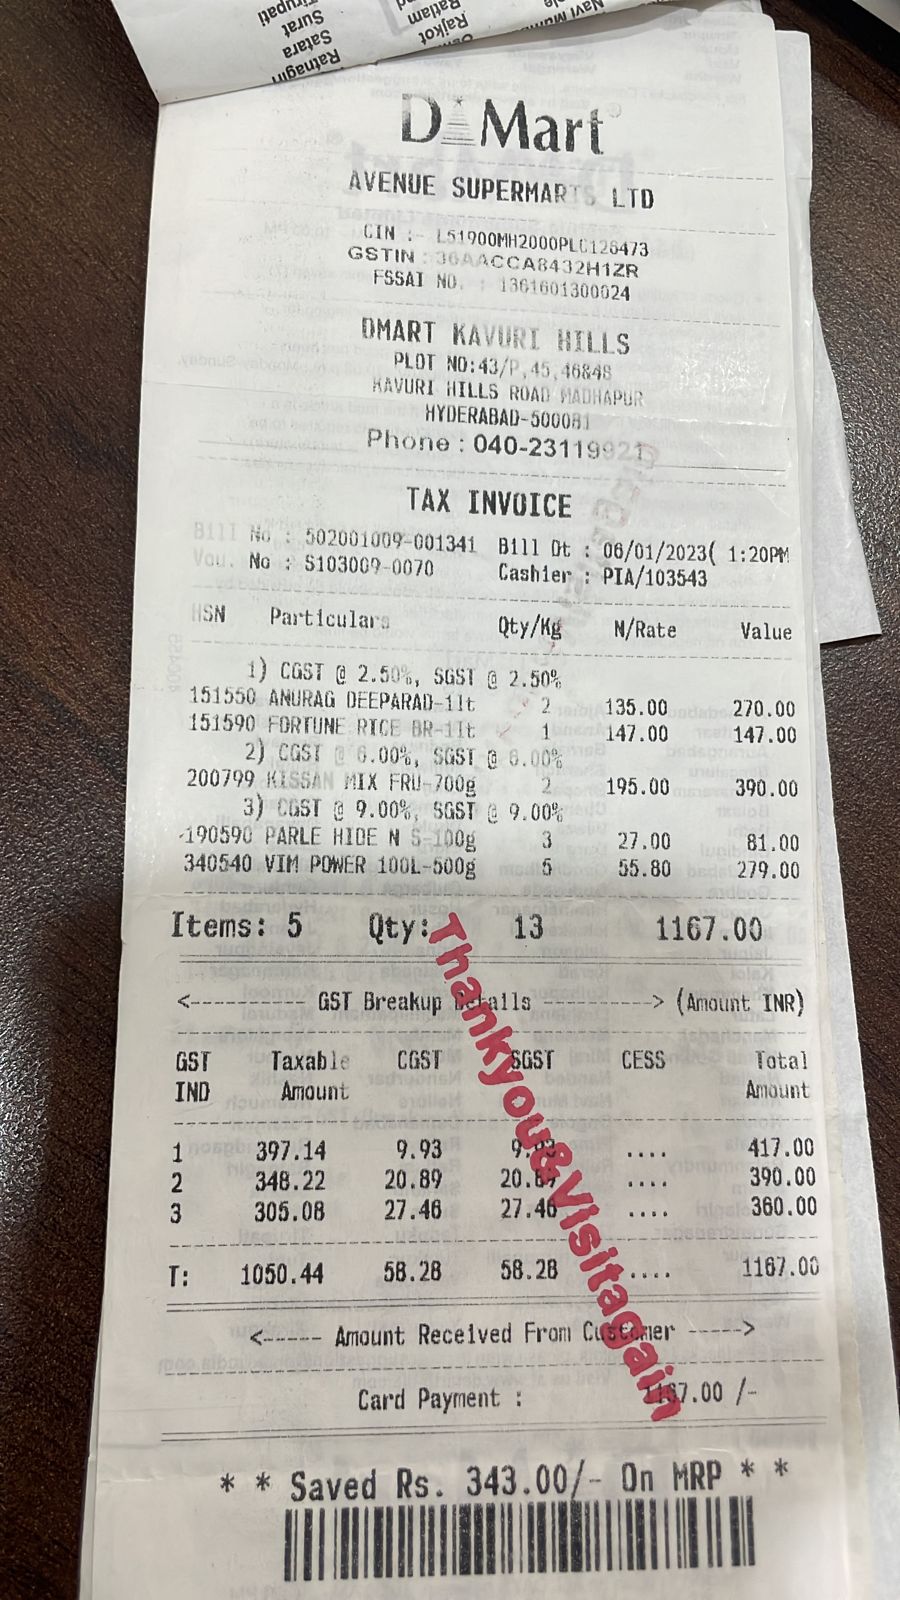 Tirupati
Surat
Satara
Ratnagiri
Ratlam
Rajkot
D Mart
AVENUE SUPERMARTS LTD
CIN :- L51900MH2000PLC126473
GSTIN : 36AACCA8432H1ZR
FSSAI NO. : 1361601300024
DMART KAVURI HILLS
PLOT NO:43/P,45,46&48
KAVURI HILLS ROAD MADHAPUR
HYDERABAD-500081
Phone : 040-23119921
TAX INVOICE
Bill No : 502001009-001341 Bill Dt : 06/01/2023( 1:20PM
Vou. No : S103009-0070 Cashier : PIA/103543
HSN Particulars Qty/Kg N/Rate Value
1) CGST @ 2.50%, SGST @ 2.50%
151550 ANURAG DEEPARAD-1lt 2 135.00 270.00
151590 FORTUNE RICE BR-1lt 1 147.00 147.00
2) CGST @ 6.00%, SGST @ 6.00%
200799 KISSAN MIX FRU-700g 2 195.00 390.00
3) CGST @ 9.00%, SGST @ 9.00%
190590 PARLE HIDE N S-100g 3 27.00 81.00
340540 VIM POWER 100L-500g 5 55.80 279.00
Items: 5 Qty: 13 1167.00
<---------- GST Breakup Details ----------> (Amount INR)
GST Taxable CGST SGST CESS Total
IND Amount Amount
1 397.14 9.93 9.93 .... 417.00
2 348.22 20.89 20.89 .... 390.00
3 305.08 27.46 27.46 .... 360.00
T: 1050.44 58.28 58.28 .... 1167.00
<------ Amount Received From Customer ----->
Card Payment : 1167.00 /-
Thankyou&Visitagain
* * Saved Rs. 343.00/- On MRP * *